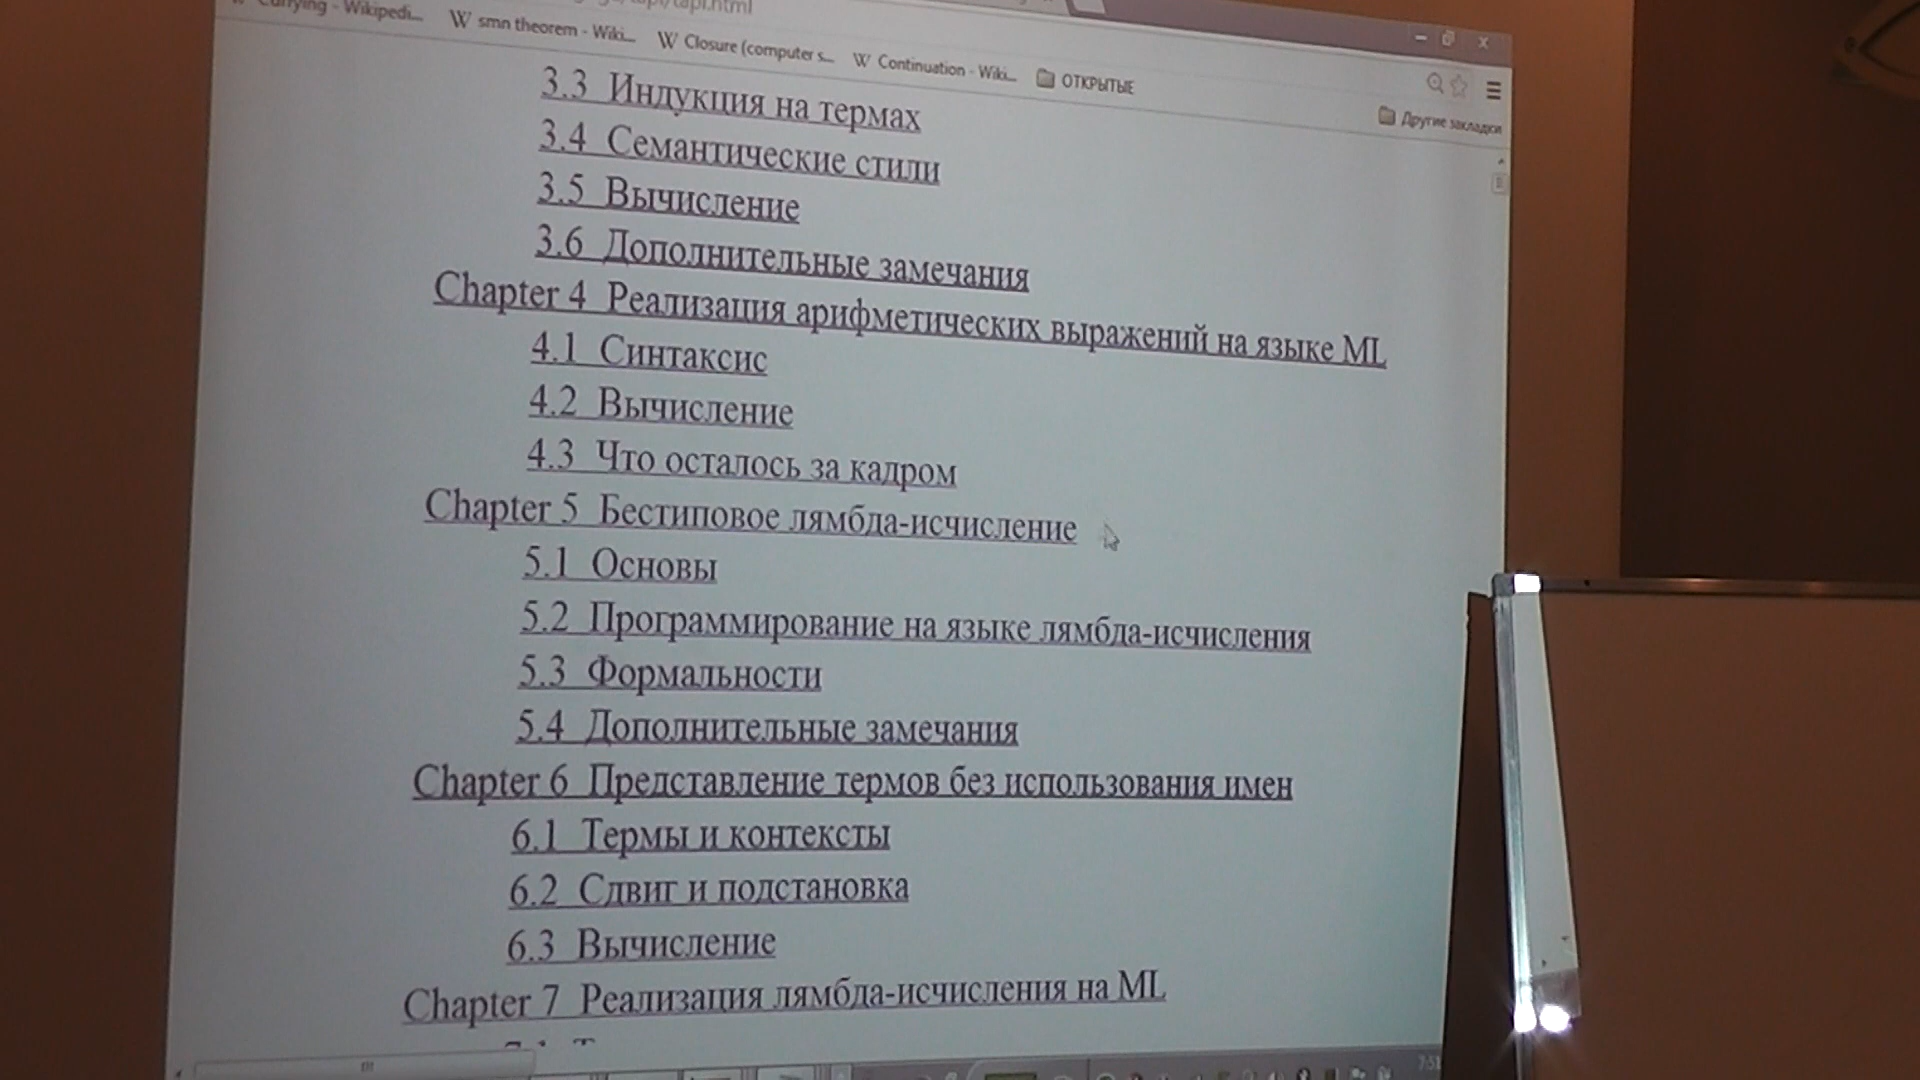 tapl.html
Currying - Wikipedi...
smn theorem - Wiki...
Closure (computer s...
Continuation - Wiki...
ОТКРЫТЫЕ
Другие закладки
3.3 Индукция на термах
3.4 Семантические стили
3.5 Вычисление
3.6 Дополнительные замечания
Chapter 4 Реализация арифметических выражений на языке ML
4.1 Синтаксис
4.2 Вычисление
4.3 Что осталось за кадром
Chapter 5 Бестиповое лямбда-исчисление
5.1 Основы
5.2 Программирование на языке лямбда-исчисления
5.3 Формальности
5.4 Дополнительные замечания
Chapter 6 Представление термов без использования имен
6.1 Термы и контексты
6.2 Сдвиг и подстановка
6.3 Вычисление
Chapter 7 Реализация лямбда-исчисления на ML
7:51